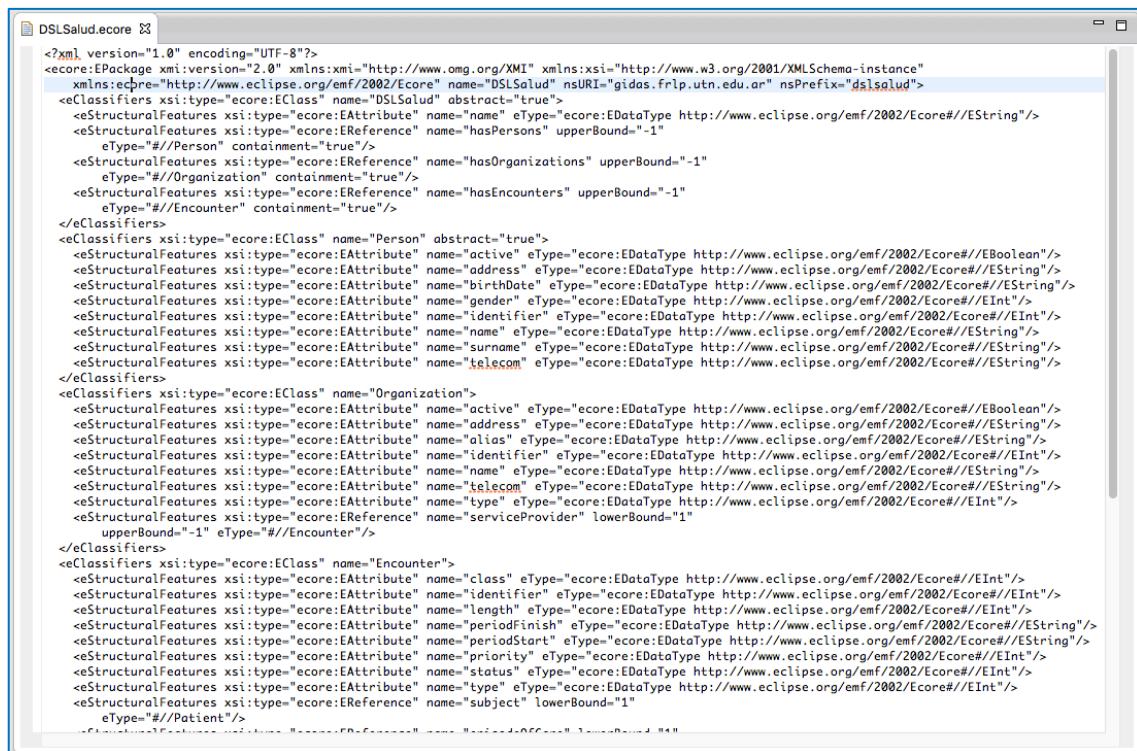 DSLSalud.ecore
<?xml version="1.0" encoding="UTF-8"?>
<ecore:EPackage xmi:version="2.0" xmlns:xmi="http://www.omg.org/XMI" xmlns:xsi="http://www.w3.org/2001/XMLSchema-instance"
xmlns:ecore="http://www.eclipse.org/emf/2002/Ecore" name="DSLSalud" nsURI="gidas.frlp.utn.edu.ar" nsPrefix="dslsalud">
<eClassifiers xsi:type="ecore:EClass" name="DSLSalud" abstract="true">
<eStructuralFeatures xsi:type="ecore:EAttribute" name="name" eType="ecore:EDataType http://www.eclipse.org/emf/2002/Ecore#//EString"/>
<eStructuralFeatures xsi:type="ecore:EReference" name="hasPersons" upperBound="-1"
eType="#//Person" containment="true"/>
<eStructuralFeatures xsi:type="ecore:EReference" name="hasOrganizations" upperBound="-1"
eType="#//Organization" containment="true"/>
<eStructuralFeatures xsi:type="ecore:EReference" name="hasEncounters" upperBound="-1"
eType="#//Encounter" containment="true"/>
</eClassifiers>
<eClassifiers xsi:type="ecore:EClass" name="Person" abstract="true">
<eStructuralFeatures xsi:type="ecore:EAttribute" name="active" eType="ecore:EDataType http://www.eclipse.org/emf/2002/Ecore#//EBoolean"/>
<eStructuralFeatures xsi:type="ecore:EAttribute" name="address" eType="ecore:EDataType http://www.eclipse.org/emf/2002/Ecore#//EString"/>
<eStructuralFeatures xsi:type="ecore:EAttribute" name="birthDate" eType="ecore:EDataType http://www.eclipse.org/emf/2002/Ecore#//EString"/>
<eStructuralFeatures xsi:type="ecore:EAttribute" name="gender" eType="ecore:EDataType http://www.eclipse.org/emf/2002/Ecore#//EInt"/>
<eStructuralFeatures xsi:type="ecore:EAttribute" name="identifier" eType="ecore:EDataType http://www.eclipse.org/emf/2002/Ecore#//EInt"/>
<eStructuralFeatures xsi:type="ecore:EAttribute" name="name" eType="ecore:EDataType http://www.eclipse.org/emf/2002/Ecore#//EString"/>
<eStructuralFeatures xsi:type="ecore:EAttribute" name="surname" eType="ecore:EDataType http://www.eclipse.org/emf/2002/Ecore#//EString"/>
<eStructuralFeatures xsi:type="ecore:EAttribute" name="telecom" eType="ecore:EDataType http://www.eclipse.org/emf/2002/Ecore#//EString"/>
</eClassifiers>
<eClassifiers xsi:type="ecore:EClass" name="Organization">
<eStructuralFeatures xsi:type="ecore:EAttribute" name="active" eType="ecore:EDataType http://www.eclipse.org/emf/2002/Ecore#//EBoolean"/>
<eStructuralFeatures xsi:type="ecore:EAttribute" name="address" eType="ecore:EDataType http://www.eclipse.org/emf/2002/Ecore#//EString"/>
<eStructuralFeatures xsi:type="ecore:EAttribute" name="alias" eType="ecore:EDataType http://www.eclipse.org/emf/2002/Ecore#//EString"/>
<eStructuralFeatures xsi:type="ecore:EAttribute" name="identifier" eType="ecore:EDataType http://www.eclipse.org/emf/2002/Ecore#//EInt"/>
<eStructuralFeatures xsi:type="ecore:EAttribute" name="name" eType="ecore:EDataType http://www.eclipse.org/emf/2002/Ecore#//EString"/>
<eStructuralFeatures xsi:type="ecore:EAttribute" name="telecom" eType="ecore:EDataType http://www.eclipse.org/emf/2002/Ecore#//EString"/>
<eStructuralFeatures xsi:type="ecore:EAttribute" name="type" eType="ecore:EDataType http://www.eclipse.org/emf/2002/Ecore#//EInt"/>
<eStructuralFeatures xsi:type="ecore:EReference" name="serviceProvider" lowerBound="1"
upperBound="-1" eType="#//Encounter"/>
</eClassifiers>
<eClassifiers xsi:type="ecore:EClass" name="Encounter">
<eStructuralFeatures xsi:type="ecore:EAttribute" name="class" eType="ecore:EDataType http://www.eclipse.org/emf/2002/Ecore#//EInt"/>
<eStructuralFeatures xsi:type="ecore:EAttribute" name="identifier" eType="ecore:EDataType http://www.eclipse.org/emf/2002/Ecore#//EInt"/>
<eStructuralFeatures xsi:type="ecore:EAttribute" name="length" eType="ecore:EDataType http://www.eclipse.org/emf/2002/Ecore#//EInt"/>
<eStructuralFeatures xsi:type="ecore:EAttribute" name="periodFinish" eType="ecore:EDataType http://www.eclipse.org/emf/2002/Ecore#//EString"/>
<eStructuralFeatures xsi:type="ecore:EAttribute" name="periodStart" eType="ecore:EDataType http://www.eclipse.org/emf/2002/Ecore#//EString"/>
<eStructuralFeatures xsi:type="ecore:EAttribute" name="priority" eType="ecore:EDataType http://www.eclipse.org/emf/2002/Ecore#//EInt"/>
<eStructuralFeatures xsi:type="ecore:EAttribute" name="status" eType="ecore:EDataType http://www.eclipse.org/emf/2002/Ecore#//EInt"/>
<eStructuralFeatures xsi:type="ecore:EAttribute" name="type" eType="ecore:EDataType http://www.eclipse.org/emf/2002/Ecore#//EInt"/>
<eStructuralFeatures xsi:type="ecore:EReference" name="subject" lowerBound="1"
eType="#//Patient"/>